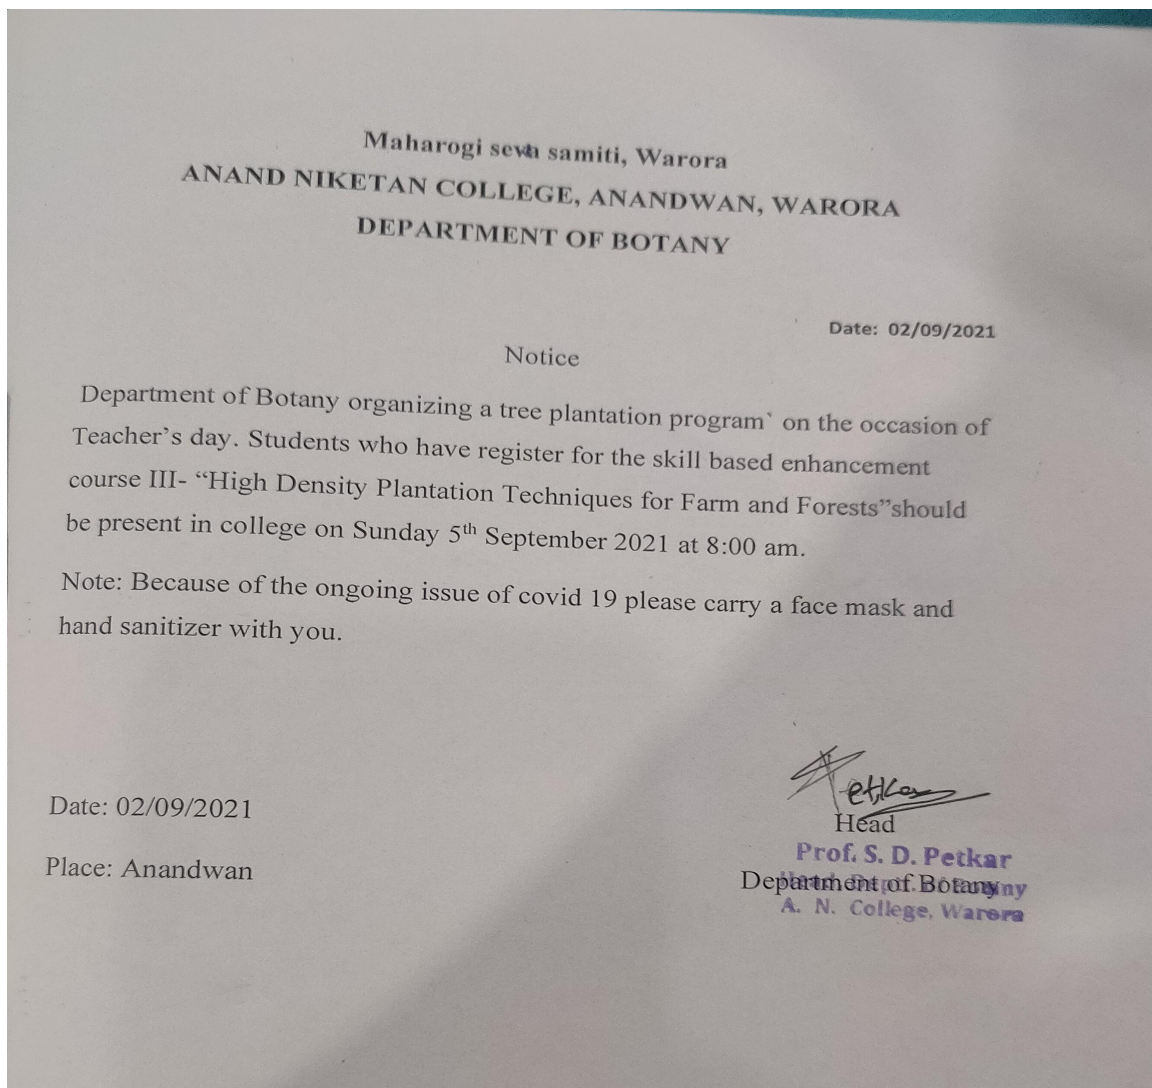 Maharogi seva samiti, Warora
ANAND NIKETAN COLLEGE, ANANDWAN, WARORA
DEPARTMENT OF BOTANY
Date: 02/09/2021
Notice
Department of Botany organizing a tree plantation program` on the occasion of
Teacher’s day. Students who have register for the skill based enhancement
course III- “High Density Plantation Techniques for Farm and Forests”should
be present in college on Sunday 5th September 2021 at 8:00 am.
Note: Because of the ongoing issue of covid 19 please carry a face mask and
hand sanitizer with you.
Date: 02/09/2021
Place: Anandwan
Petkar
Head
Prof. S. D. Petkar
Department of Botany
A. N. College, Warora